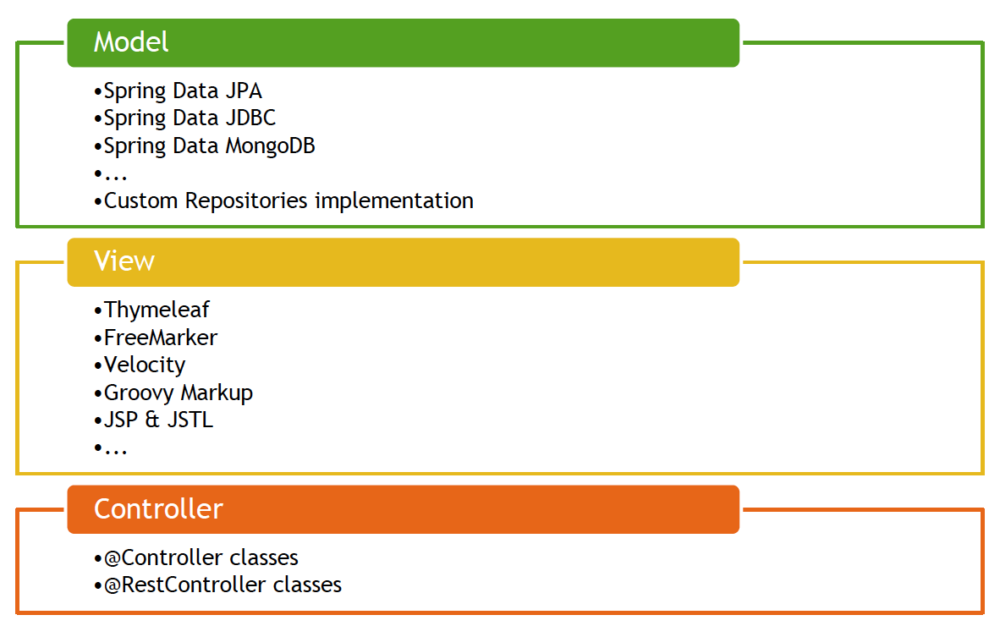 Model
•Spring Data JPA
•Spring Data JDBC
•Spring Data MongoDB
•...
•Custom Repositories implementation
View
•Thymeleaf
•FreeMarker
•Velocity
•Groovy Markup
•JSP & JSTL
•...
Controller
•@Controller classes
•@RestController classes